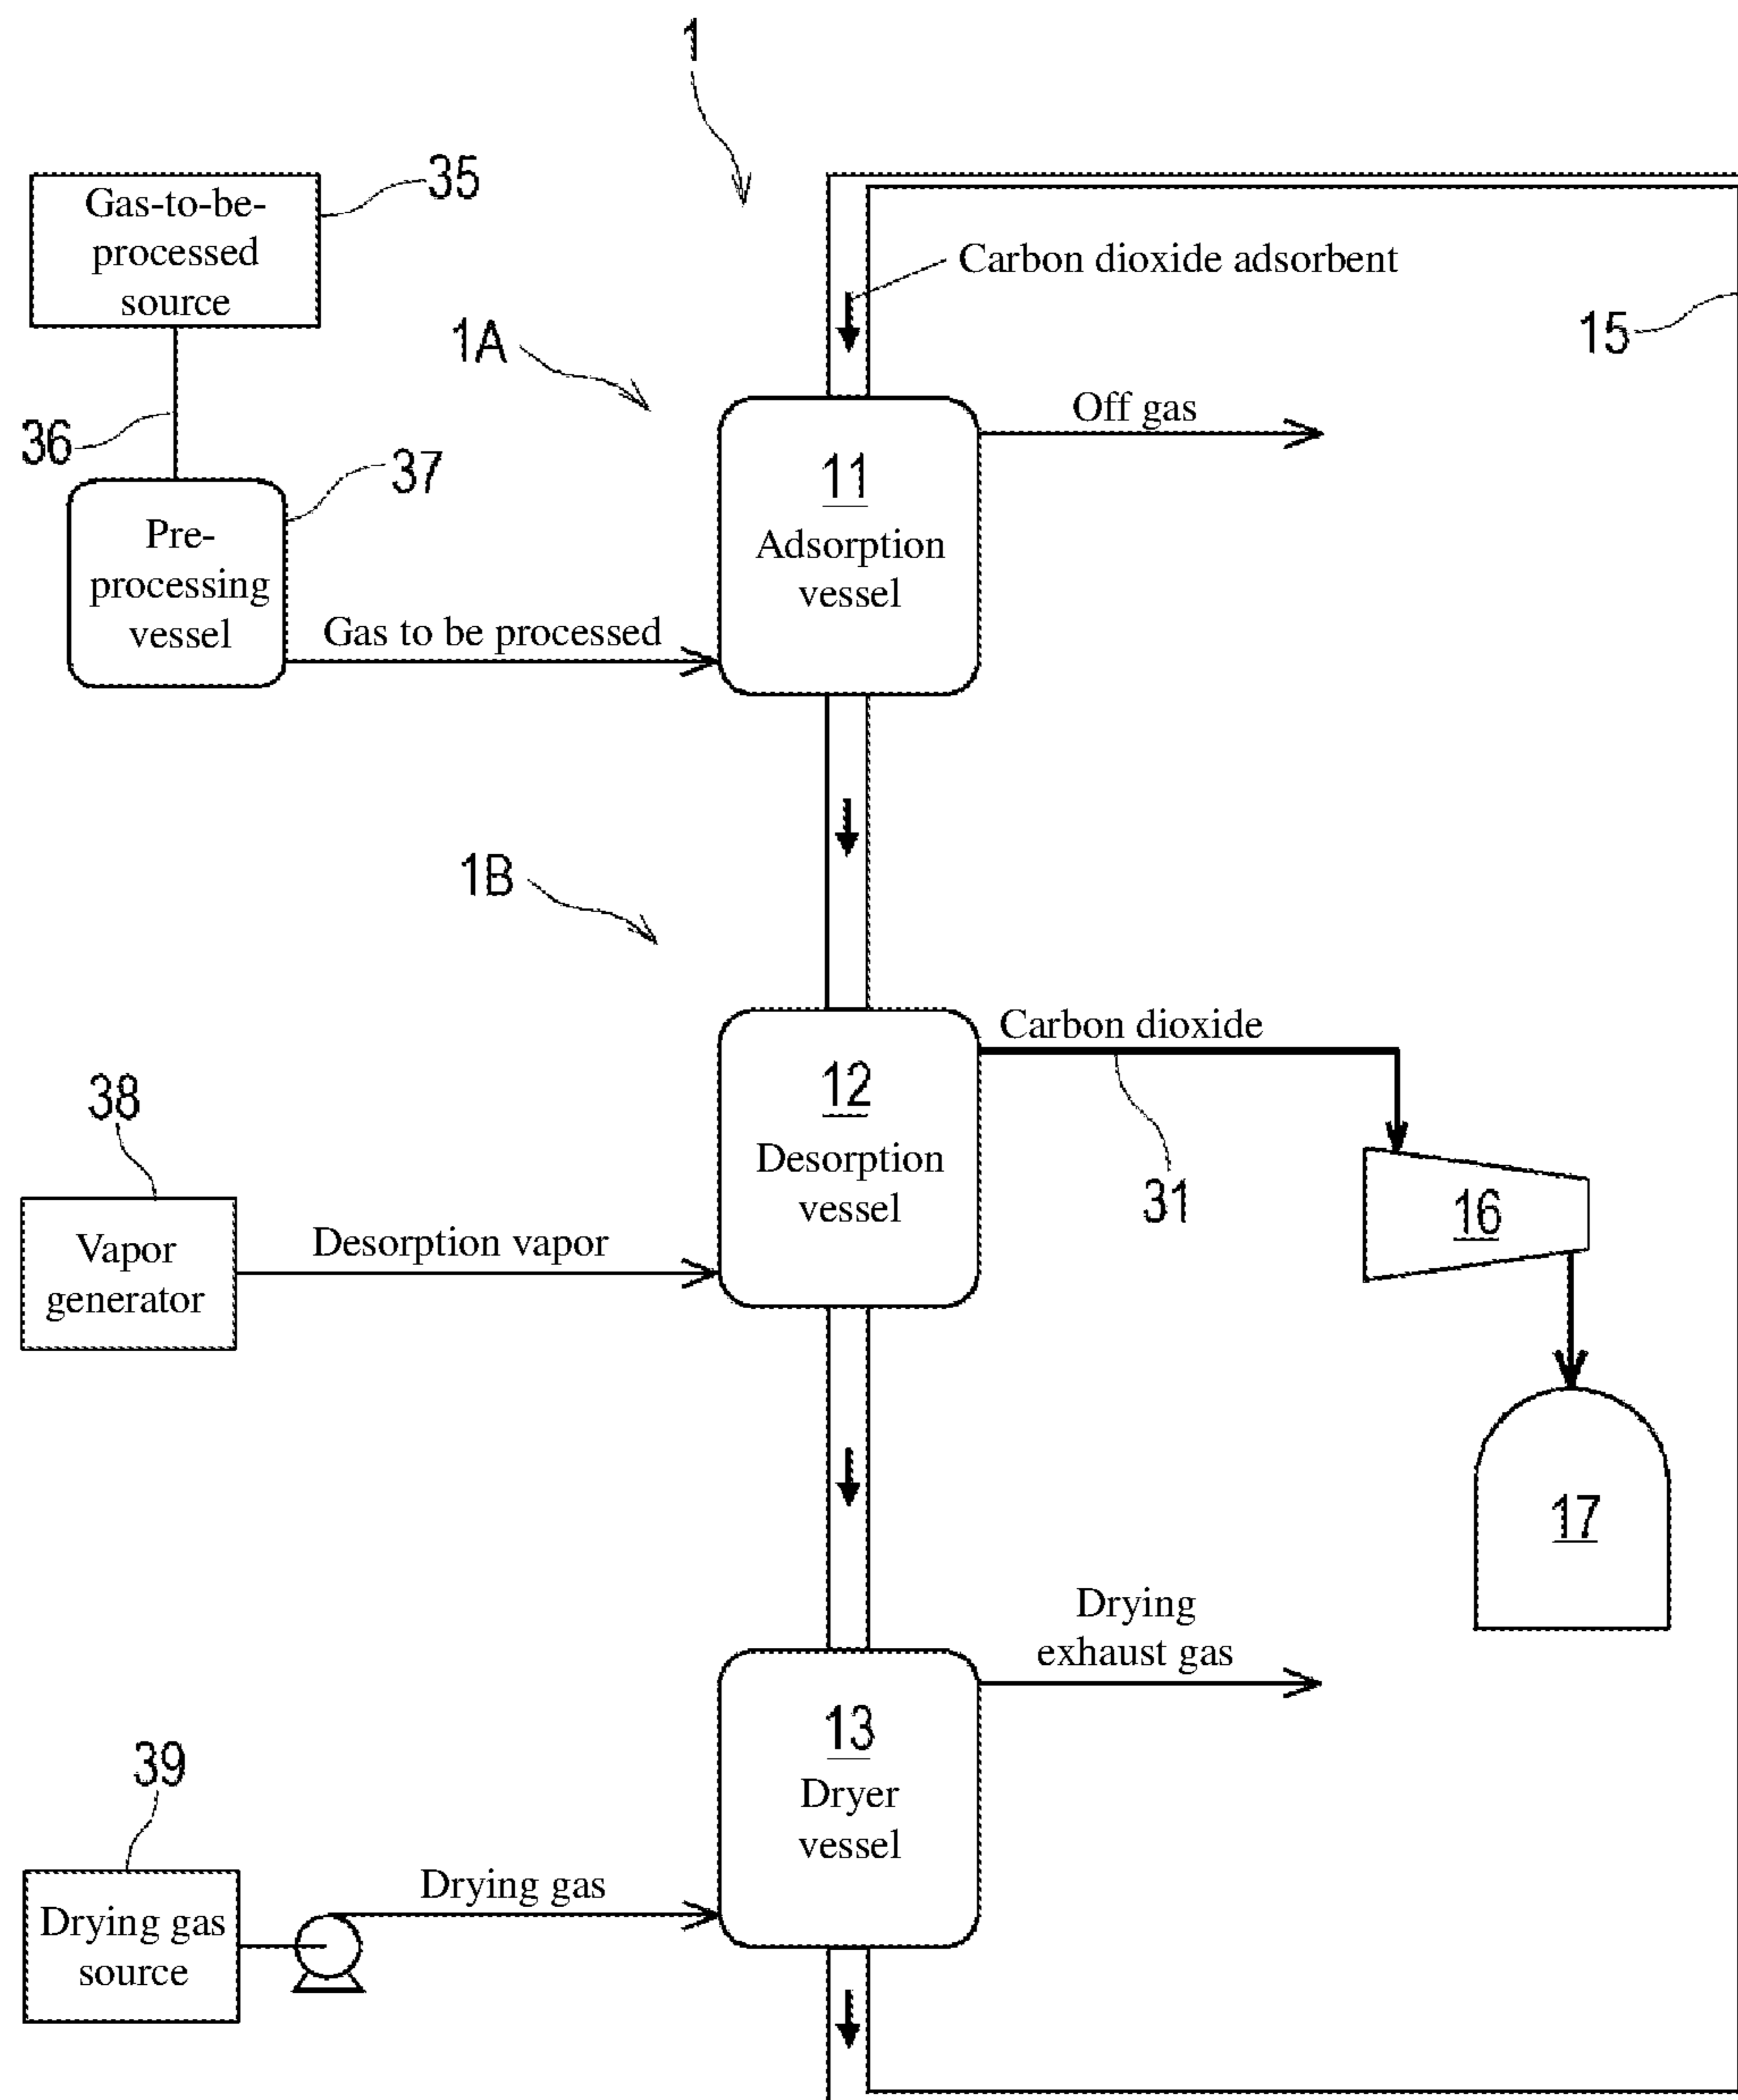 1
35
Gas-to-be-
processed
source
Carbon dioxide adsorbent
15
1A
36
Off gas
37
11
Adsorption
vessel
Pre-
processing
vessel
Gas to be processed
1B
Carbon dioxide
31
12
Desorption
vessel
38
Vapor
generator
Desorption vapor
16
17
Drying
exhaust gas
13
Dryer
vessel
39
Drying gas
source
Drying gas